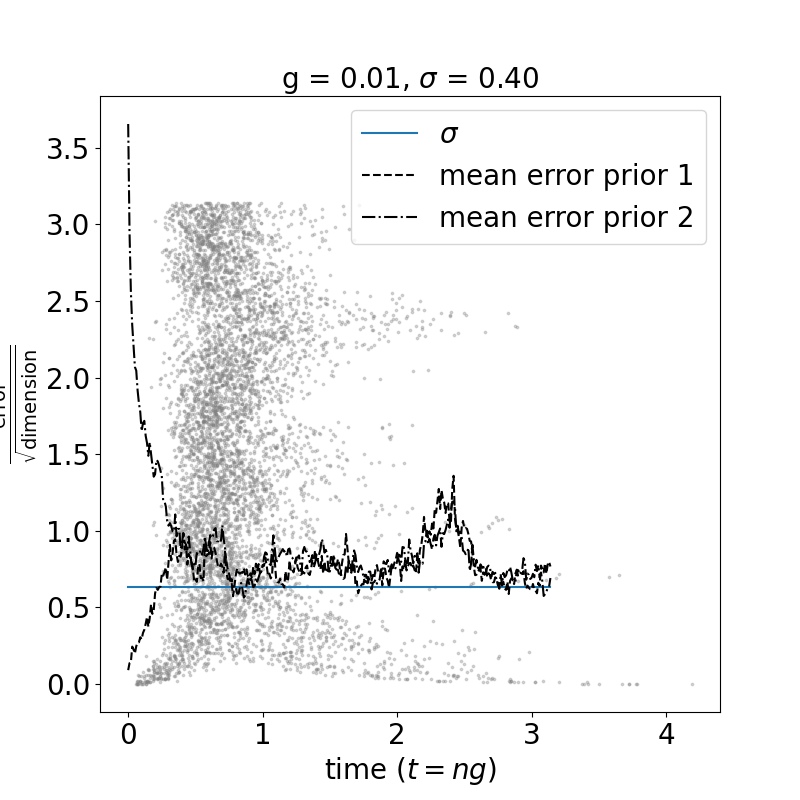 g = 0.01, σ = 0.40
σ
mean error prior 1
mean error prior 2
3.5
3.0
2.5
2.0
1.5
1.0
0.5
0.0
√dimension
0
1
2
3
4
time (t = ng)